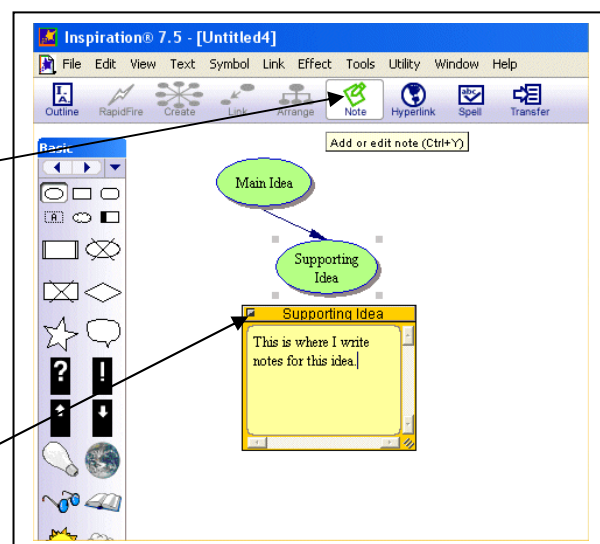 Inspiration® 7.5 - [Untitled4]
File Edit View Text Symbol Link Effect Tools Utility Window Help
Outline RapidFire Create Link Arrange Note Hyperlink Spell Transfer
Add or edit note (Ctrl+Y)
Basic
Main Idea
Supporting
Idea
Supporting Idea
This is where I write
notes for this idea.